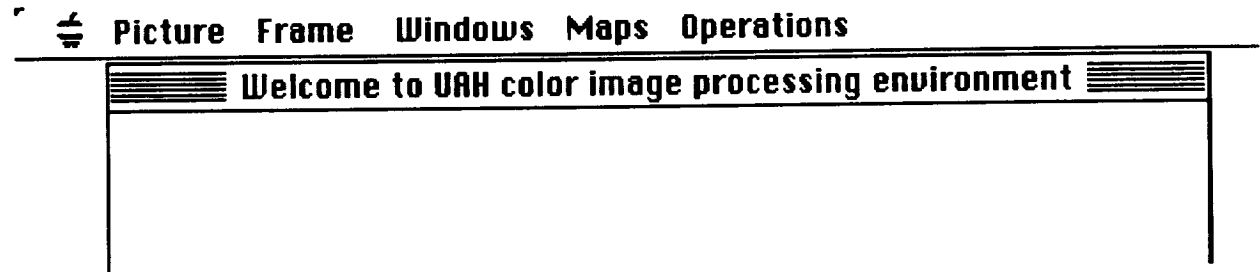 Picture Frame Windows Maps Operations
Welcome to UAH color image processing environment